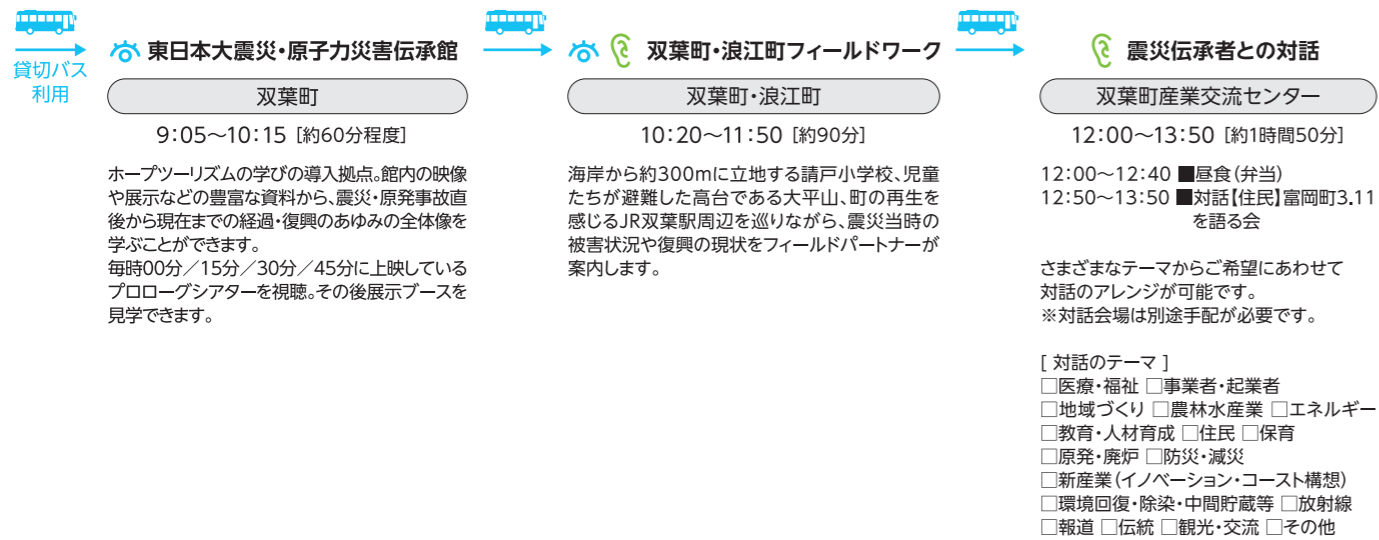 貸切バス
利用
東日本大震災・原子力災害伝承館
双葉町
9:05〜10:15 [約60分程度]
ホープツーリズムの学びの導入拠点。館内の映像
や展示などの豊富な資料から、震災・原発事故直
後から現在までの経過・復興のあゆみの全体像を
学ぶことができます。
毎時00分／15分／30分／45分に上映している
プロローグシアターを視聴。その後展示ブースを
見学できます。
双葉町・浪江町フィールドワーク
双葉町・浪江町
10:20〜11:50 [約90分]
海岸から約300mに立地する請戸小学校、児童
たちが避難した高台である大平山、町の再生を
感じるJR双葉駅周辺を巡りながら、震災当時の
被害状況や復興の現状をフィールドパートナーが
案内します。
震災伝承者との対話
双葉町産業交流センター
12:00〜13:50 [約1時間50分]
12:00〜12:40 ■昼食（弁当）
12:50〜13:50 ■対話【住民】富岡町3.11
を語る会
さまざまなテーマからご希望にあわせて
対話のアレンジが可能です。
※対話会場は別途手配が必要です。
[ 対話のテーマ ]
□医療・福祉 □事業者・起業者
□地域づくり □農林水産業 □エネルギー
□教育・人材育成 □住民 □保育
□原発・廃炉 □防災・減災
□新産業（イノベーション・コースト構想）
□環境回復・除染・中間貯蔵等 □放射線
□報道 □伝統 □観光・交流 □その他